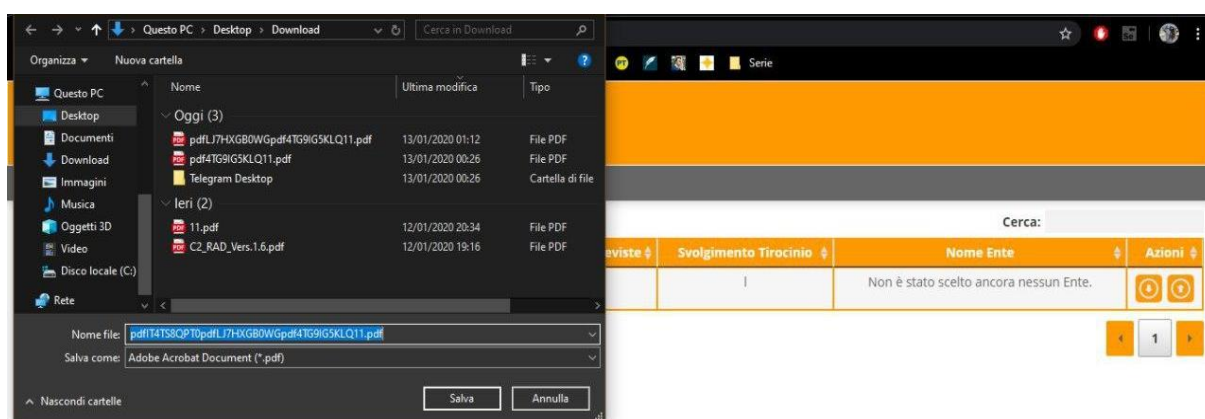 Questo PC > Desktop > Download
Cerca in Download
Organizza
Nuova cartella
Questo PC
Desktop
Documenti
Download
Immagini
Musica
Oggetti 3D
Video
Disco locale (C:)
Rete
Nome
Ultima modifica
Tipo
Oggi (3)
pdfLJ7HXGB0WGpdf4TG9IG5KLQ11.pdf 13/01/2020 01:12 File PDF
pdf4TG9IG5KLQ11.pdf 13/01/2020 00:26 File PDF
Telegram Desktop 13/01/2020 00:26 Cartella di file
Ieri (2)
11.pdf 12/01/2020 20:34 File PDF
C2_RAD_Vers.1.6.pdf 12/01/2020 19:16 File PDF
Nome file: pdfIT4TS8QPT0pdfLJ7HXGB0WGpdf4TG9IG5KLQ11.pdf
Salva come: Adobe Acrobat Document (*.pdf)
Nascondi cartelle
Salva
Annulla
PT
Serie
Cerca:
eviste
Svolgimento Tirocinio
Nome Ente
Azioni
I
Non è stato scelto ancora nessun Ente.
1